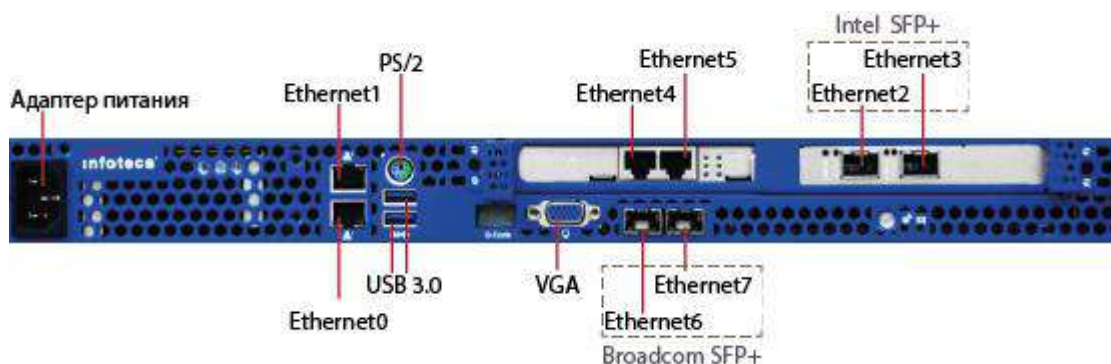 Intel SFP+
PS/2
Ethernet5
Ethernet3
Адаптер питания
Ethernet1
Ethernet4
Ethernet2
infotecs
USB 3.0
VGA
Ethernet7
Ethernet0
Ethernet6
Broadcom SFP+